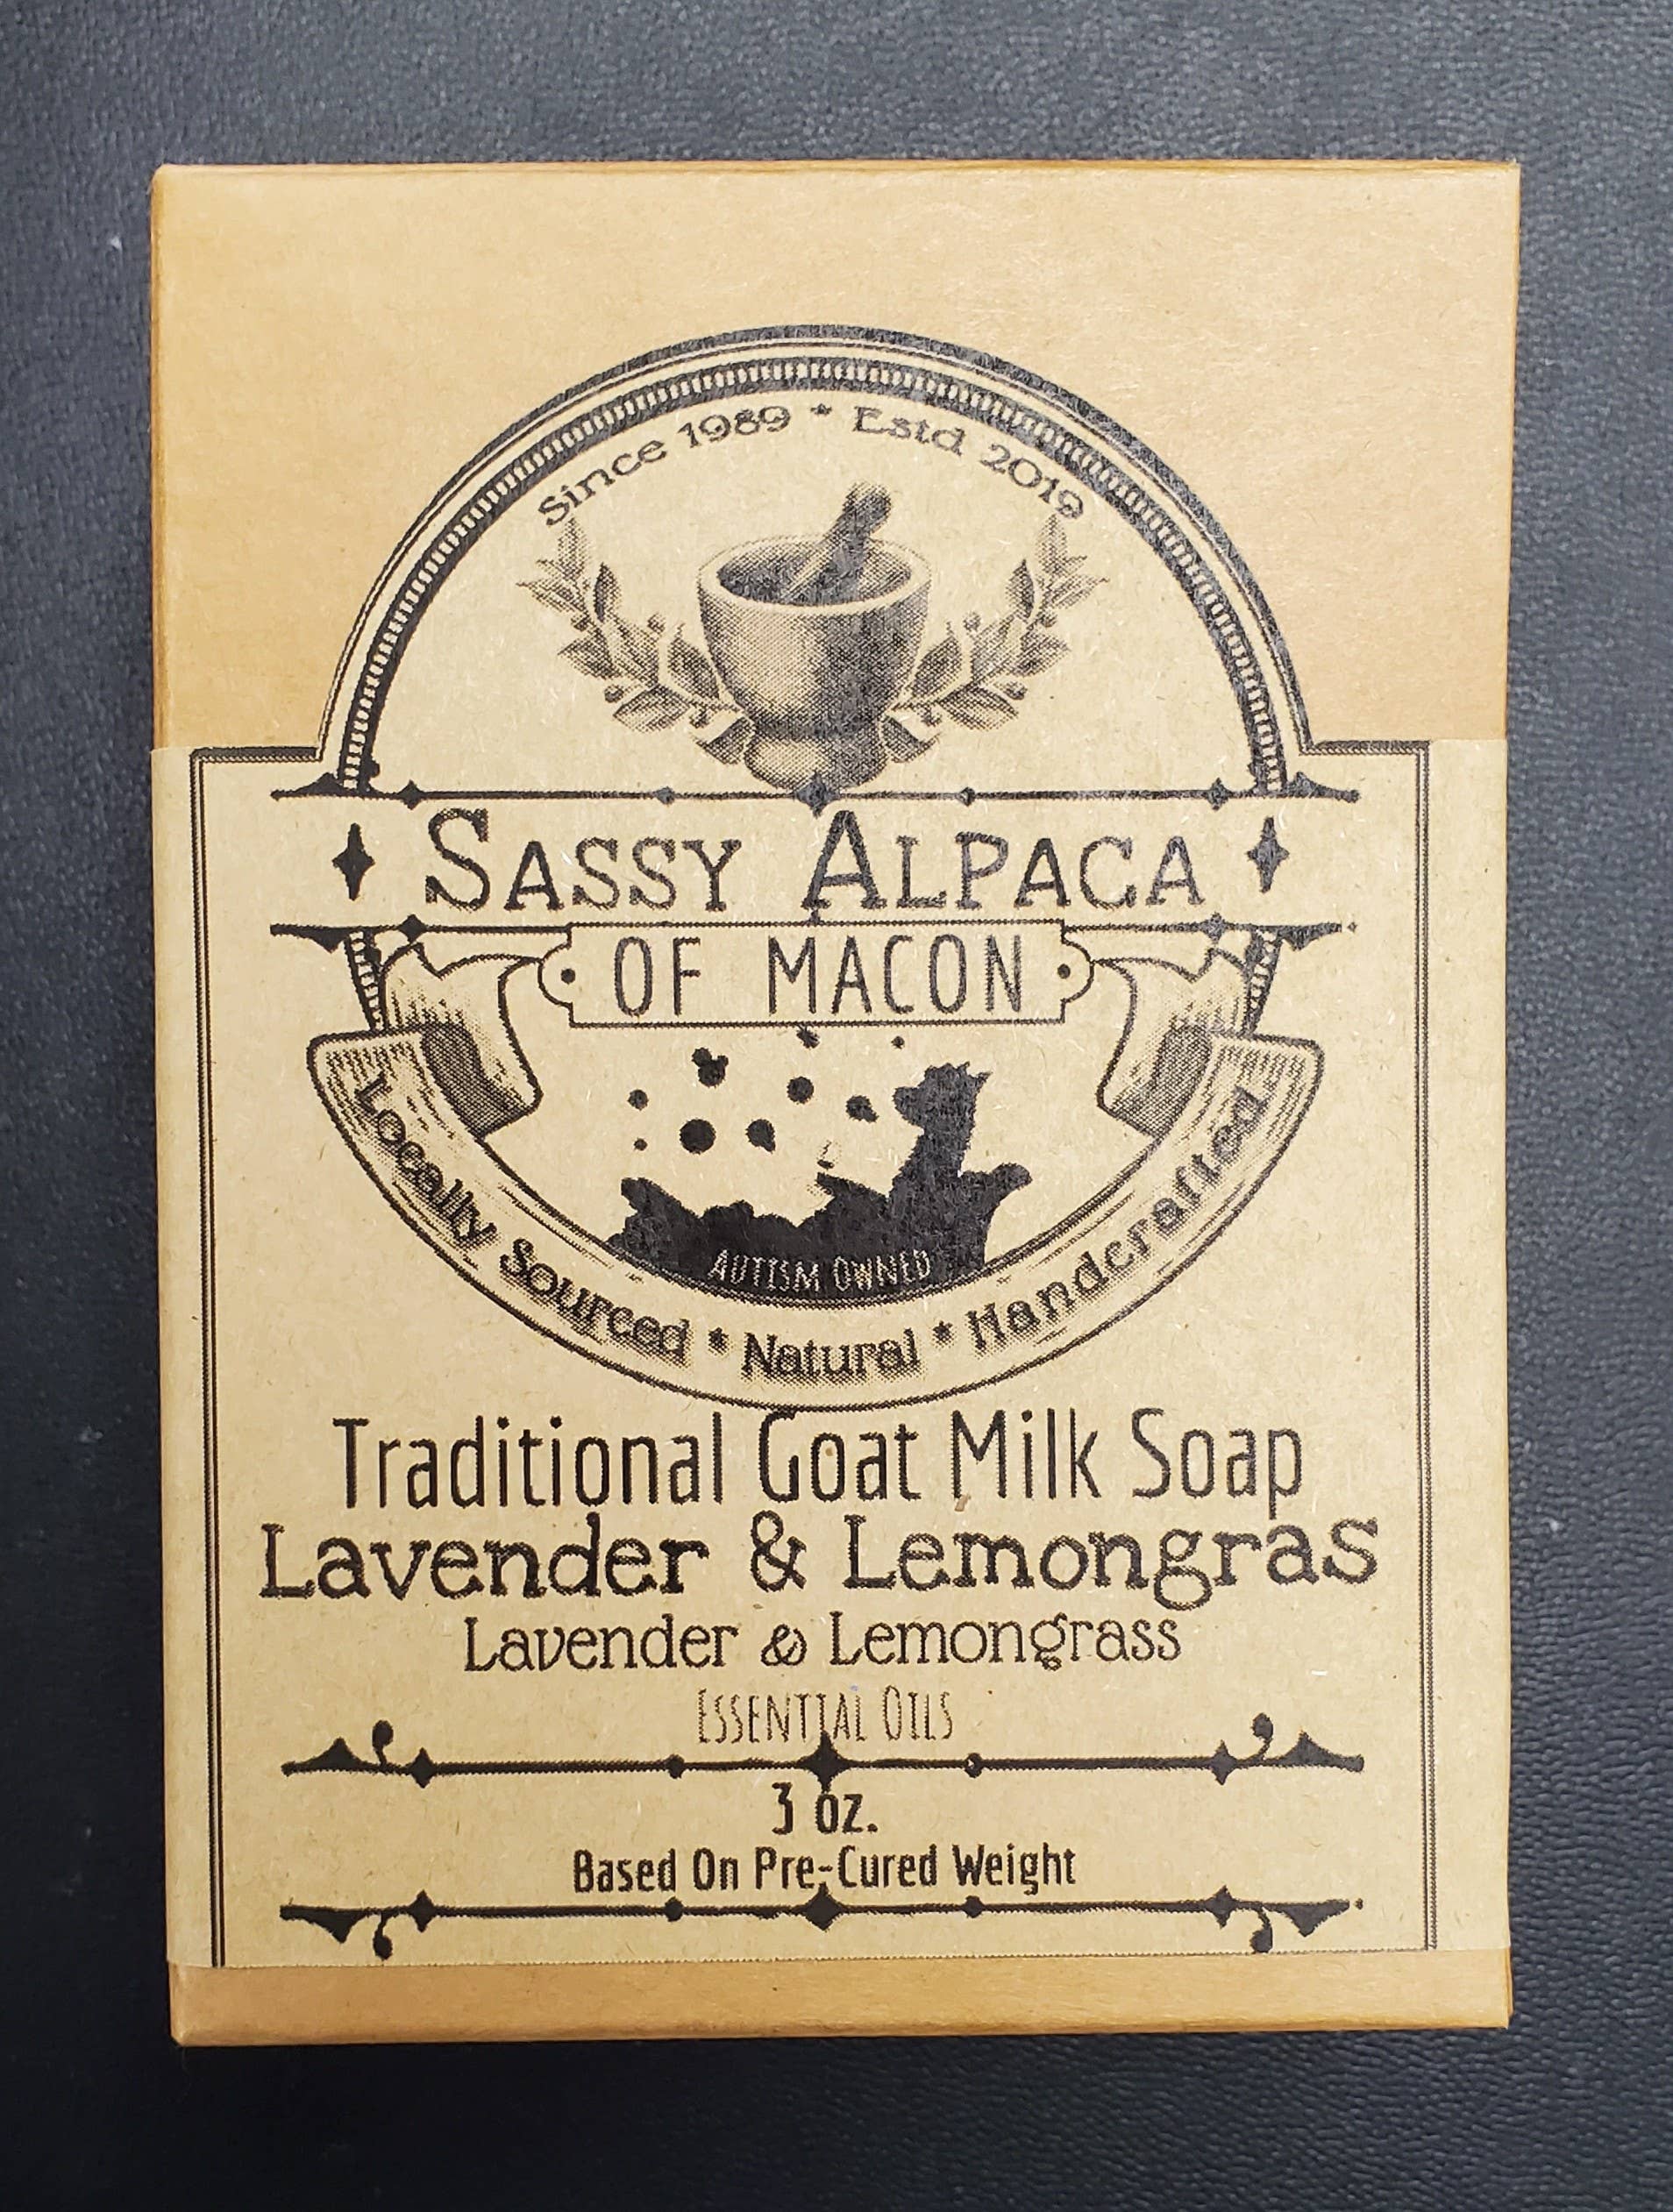 Since 1989 * Estd 2019
SASSY ALPACA
OF MACON
AUTISM OWNED
Locally Sourced * Natural * Handcrafted
Traditional Goat Milk Soap
Lavender & Lemongras
Lavender & Lemongrass
ESSENTIAL OILS
3 oz.
Based On Pre-Cured Weight